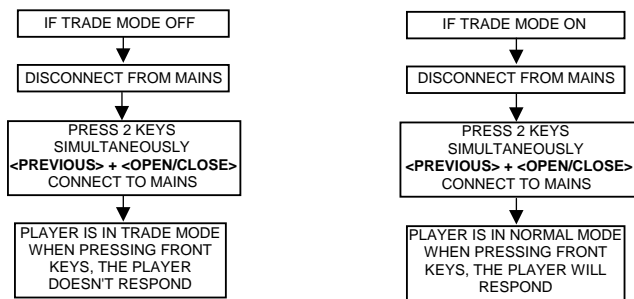 IF TRADE MODE OFF
DISCONNECT FROM MAINS
PRESS 2 KEYS
SIMULTANEOUSLY
<PREVIOUS> + <OPEN/CLOSE>
CONNECT TO MAINS
PLAYER IS IN TRADE MODE
WHEN PRESSING FRONT
KEYS, THE PLAYER
DOESN'T RESPOND
IF TRADE MODE ON
DISCONNECT FROM MAINS
PRESS 2 KEYS
SIMULTANEOUSLY
<PREVIOUS> + <OPEN/CLOSE>
CONNECT TO MAINS
PLAYER IS IN NORMAL MODE
WHEN PRESSING FRONT
KEYS, THE PLAYER WILL
RESPOND